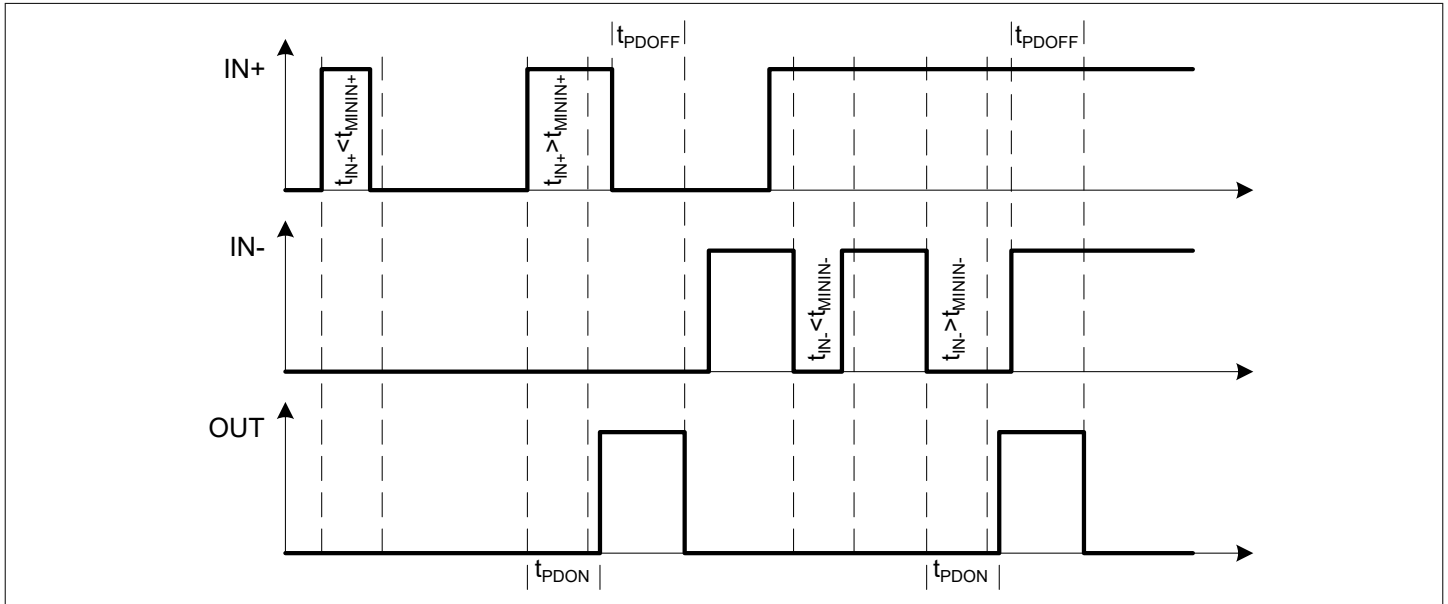 tPDOFF tPDOFF
IN+
tIN+<tMININ+
tIN+>tMININ+
IN-
tIN-<tMININ-
tIN->tMININ-
OUT
tPDON tPDON